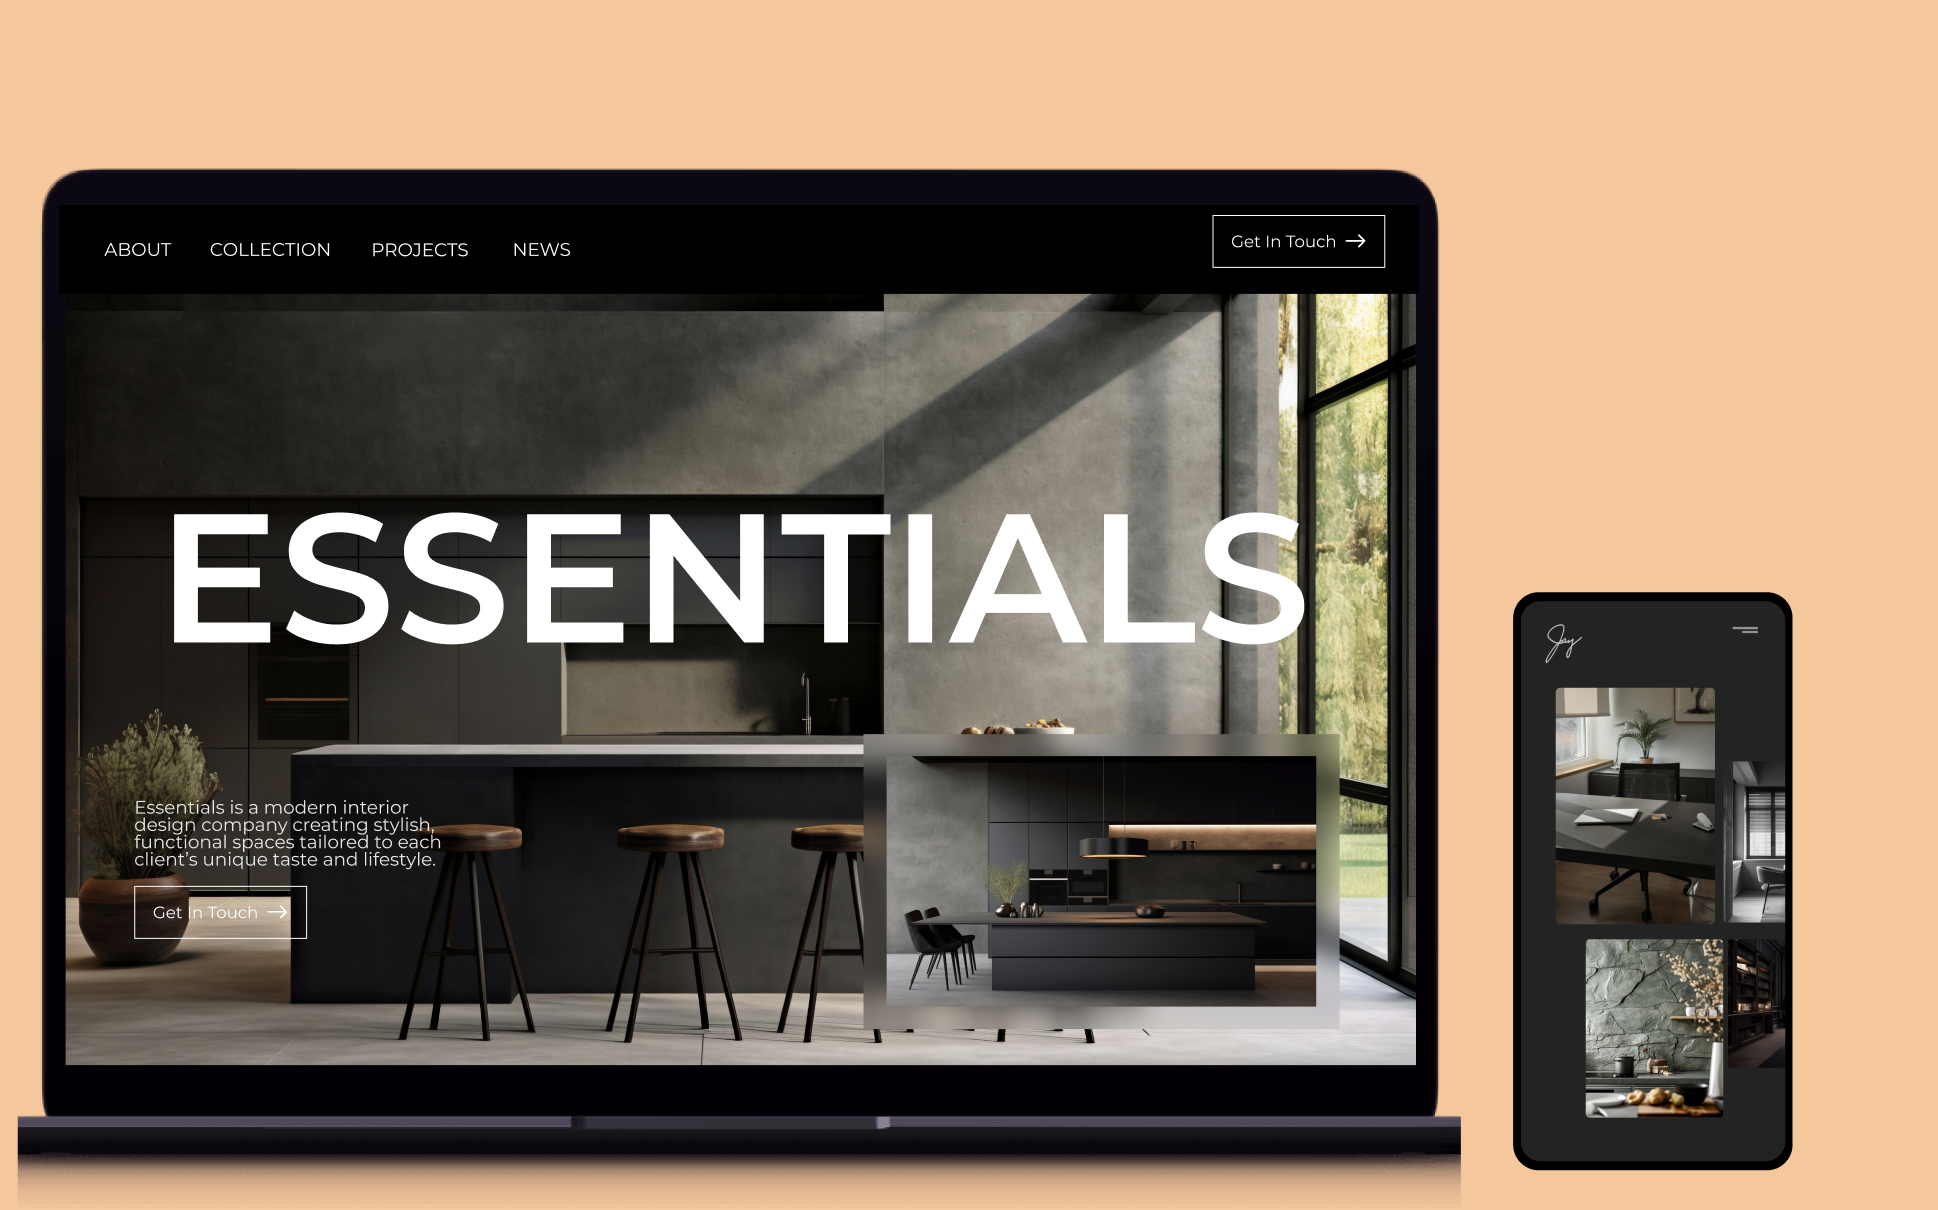 ABOUT COLLECTION PROJECTS NEWS Get In Touch
ESSENTIALS
Essentials is a modern interior
design company creating stylish,
functional spaces tailored to each
client's unique taste and lifestyle.
Get In Touch
Jay